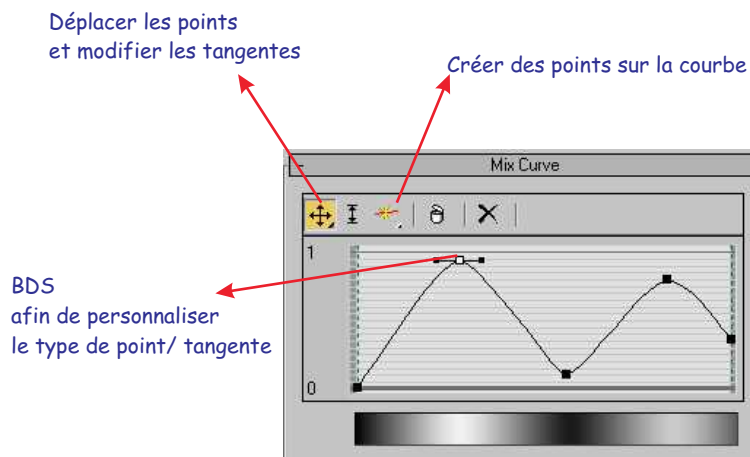 Déplacer les points
et modifier les tangentes
Créer des points sur la courbe
Mix Curve
1
BDS
afin de personnaliser
le type de point/ tangente
0